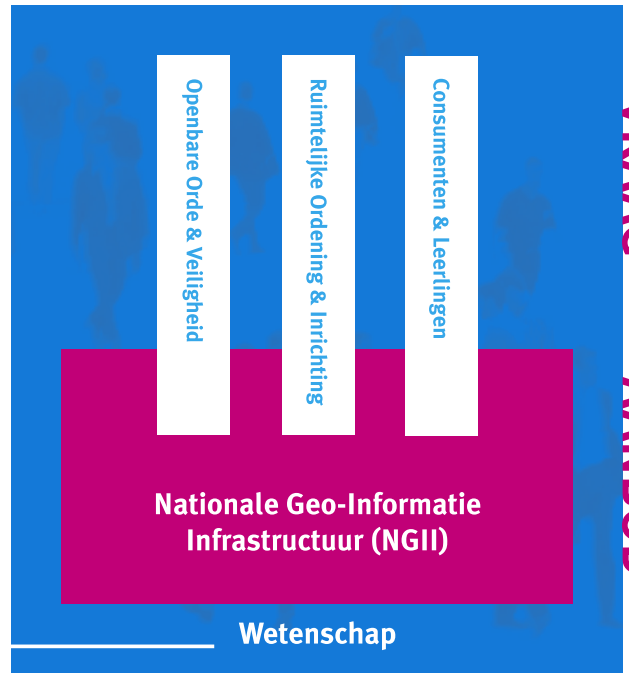 Openbare Orde & Veiligheid
Ruimtelijke Ordening & Inrichting
Consumenten & Leerlingen
Nationale Geo-Informatie
Infrastructuur (NGII)
Wetenschap